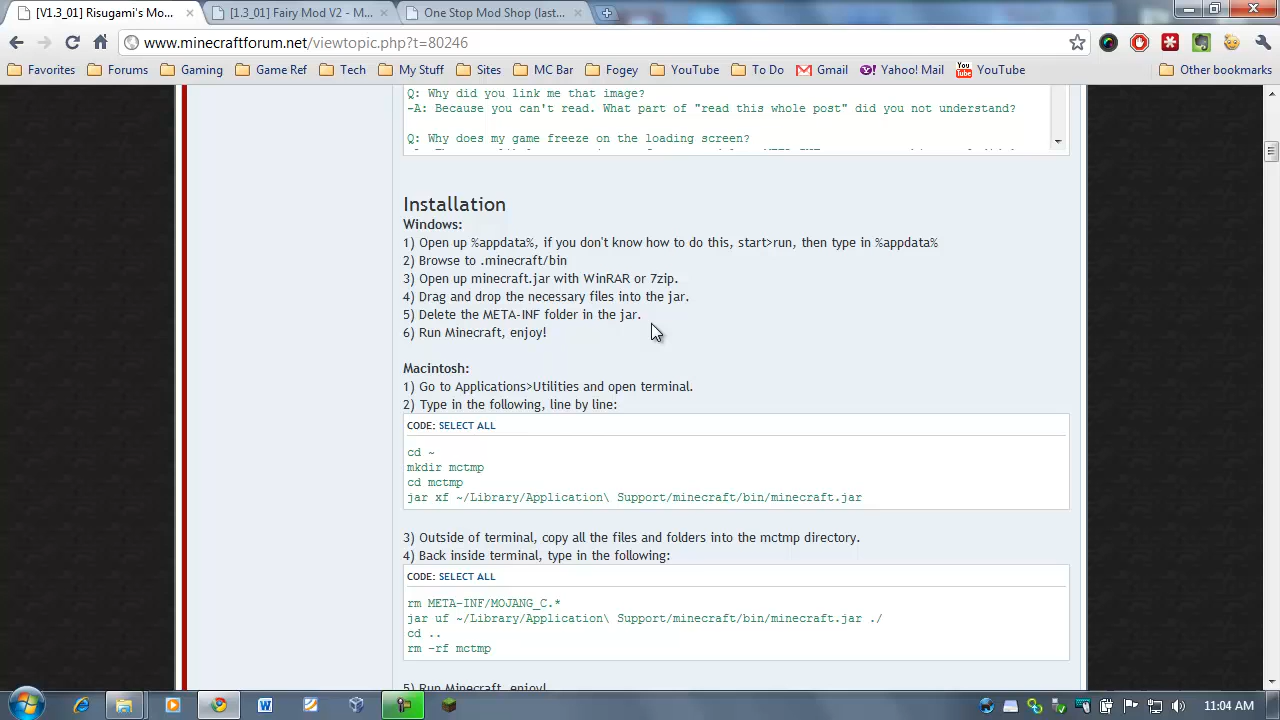 [V1.3_01] Risugami's Mo...
[1.3_01] Fairy Mod V2 - M...
One Stop Mod Shop (last...
www.minecraftforum.net/viewtopic.php?t=80246
Favorites
Forums
Gaming
Game Ref
Tech
My Stuff
Sites
MC Bar
Fogey
YouTube
To Do
Gmail
Yahoo! Mail
YouTube
Other bookmarks
Q: Why did you link me that image?
-A: Because you can't read. What part of "read this whole post" did you not understand?
Q: Why does my game freeze on the loading screen?
Installation
Windows:
1) Open up %appdata%, if you don't know how to do this, start>run, then type in %appdata%
2) Browse to .minecraft/bin
3) Open up minecraft.jar with WinRAR or 7zip.
4) Drag and drop the necessary files into the jar.
5) Delete the META-INF folder in the jar.
6) Run Minecraft, enjoy!
Macintosh:
1) Go to Applications>Utilities and open terminal.
2) Type in the following, line by line:
CODE: SELECT ALL
cd ~
mkdir mctmp
cd mctmp
jar xf ~/Library/Application\ Support/minecraft/bin/minecraft.jar
3) Outside of terminal, copy all the files and folders into the mctmp directory.
4) Back inside terminal, type in the following:
CODE: SELECT ALL
rm META-INF/MOJANG_C.*
jar uf ~/Library/Application\ Support/minecraft/bin/minecraft.jar ./
cd ..
rm -rf mctmp
5) Run Minecraft, enjoy!
11:04 AM